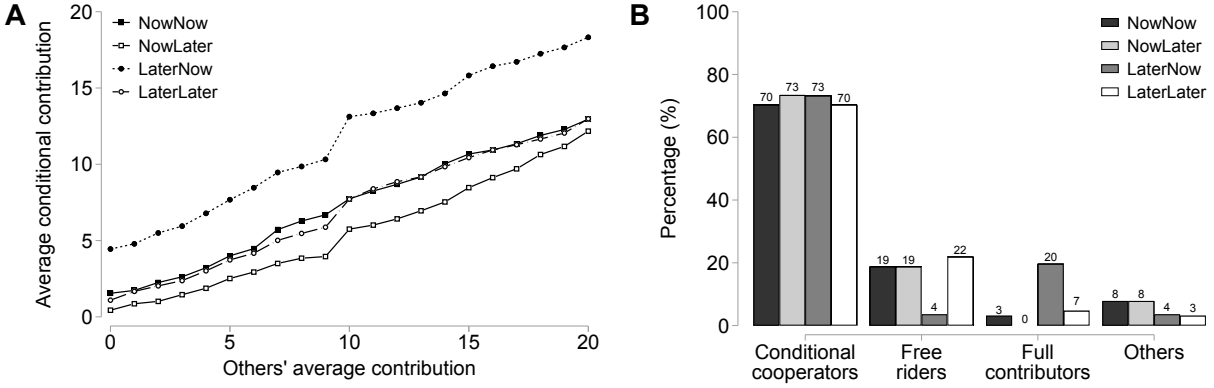 A
Average conditional contribution
20
15
10
5
0
NowNow
NowLater
LaterNow
LaterLater
0 5 10 15 20
Others' average contribution
B
Percentage (%)
100
80
60
40
20
0
NowNow
NowLater
LaterNow
LaterLater
70 73 73 70
19 19 4 22
3 0 20 7
8 8 4 3
Conditional
cooperators
Free
riders
Full
contributors
Others